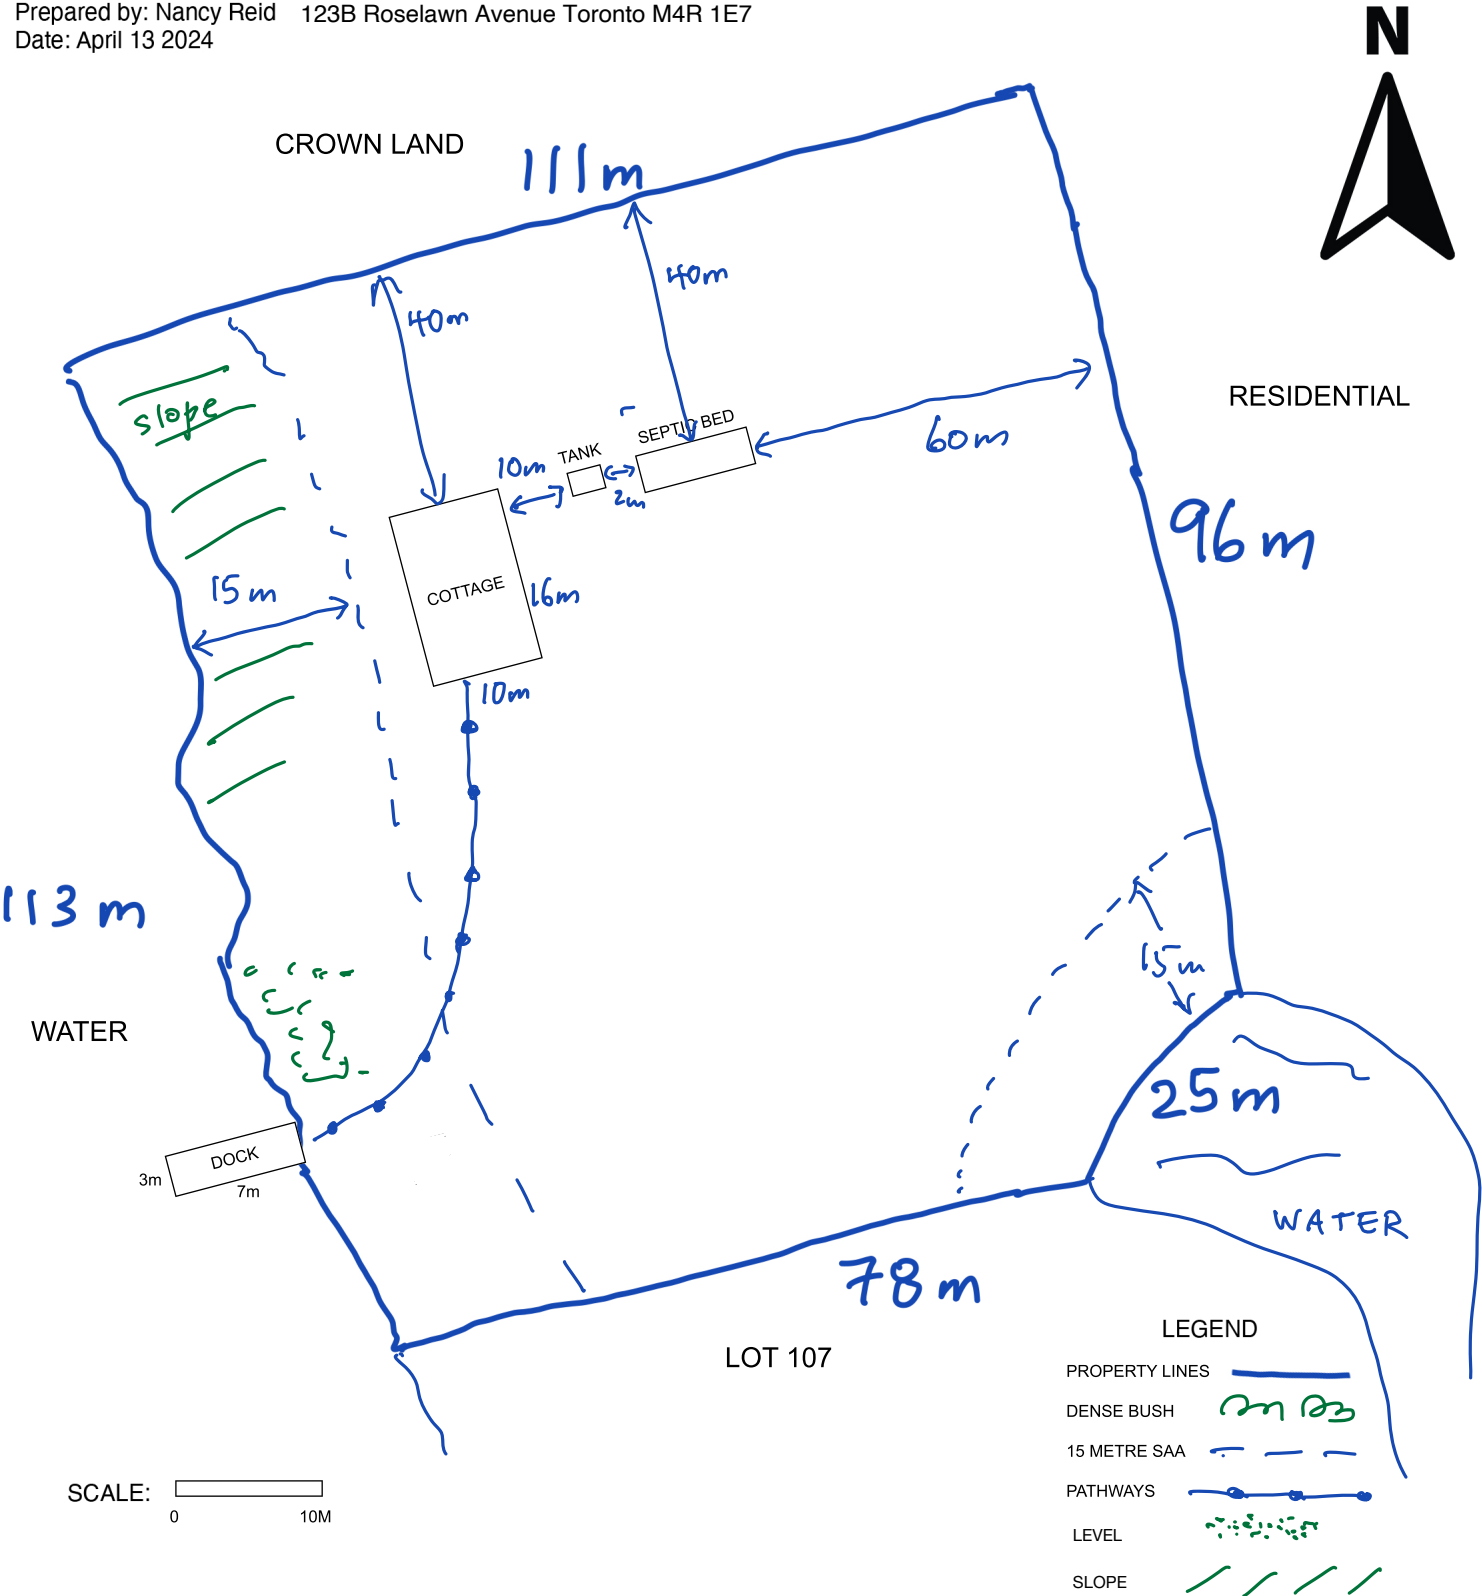 Prepared by: Nancy Reid 123B Roselawn Avenue Toronto M4R 1E7
Date: April 13 2024
N
CROWN LAND
111m
40m
40m
RESIDENTIAL
slope
SEPTIC BED
60m
TANK
10m
2m
96m
COTTAGE
16m
15m
10m
113m
15m
WATER
25m
DOCK
3m
7m
WATER
78m
LOT 107
LEGEND
PROPERTY LINES
DENSE BUSH
15 METRE SAA
PATHWAYS
LEVEL
SLOPE
SCALE:
0 10M